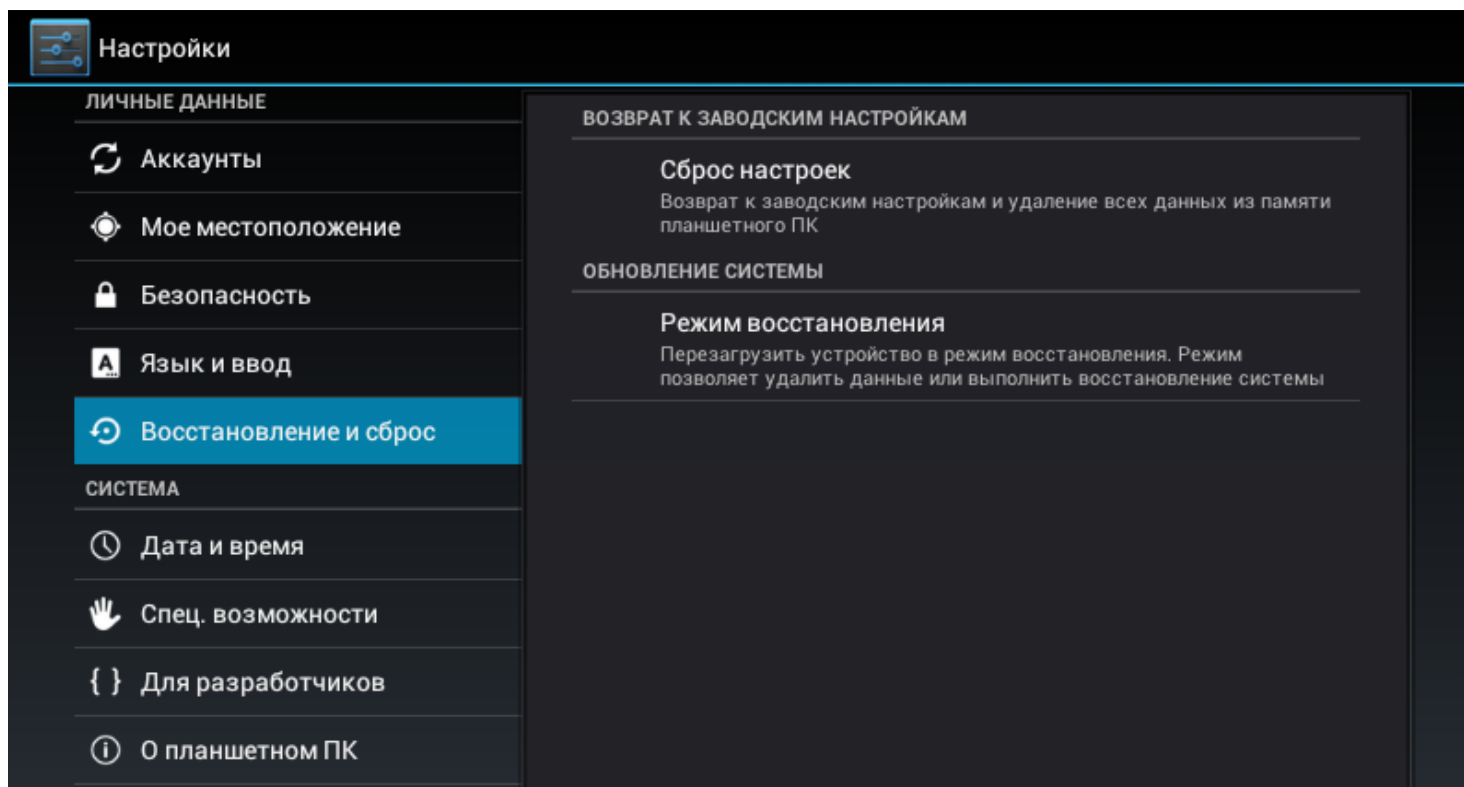 Настройки
ЛИЧНЫЕ ДАННЫЕ
Аккаунты
Мое местоположение
Безопасность
Язык и ввод
Восстановление и сброс
СИСТЕМА
Дата и время
Спец. возможности
{ } Для разработчиков
О планшетном ПК
ВОЗВРАТ К ЗАВОДСКИМ НАСТРОЙКАМ
Сброс настроек
Возврат к заводским настройкам и удаление всех данных из памяти
планшетного ПК
ОБНОВЛЕНИЕ СИСТЕМЫ
Режим восстановления
Перезагрузить устройство в режим восстановления. Режим
позволяет удалить данные или выполнить восстановление системы